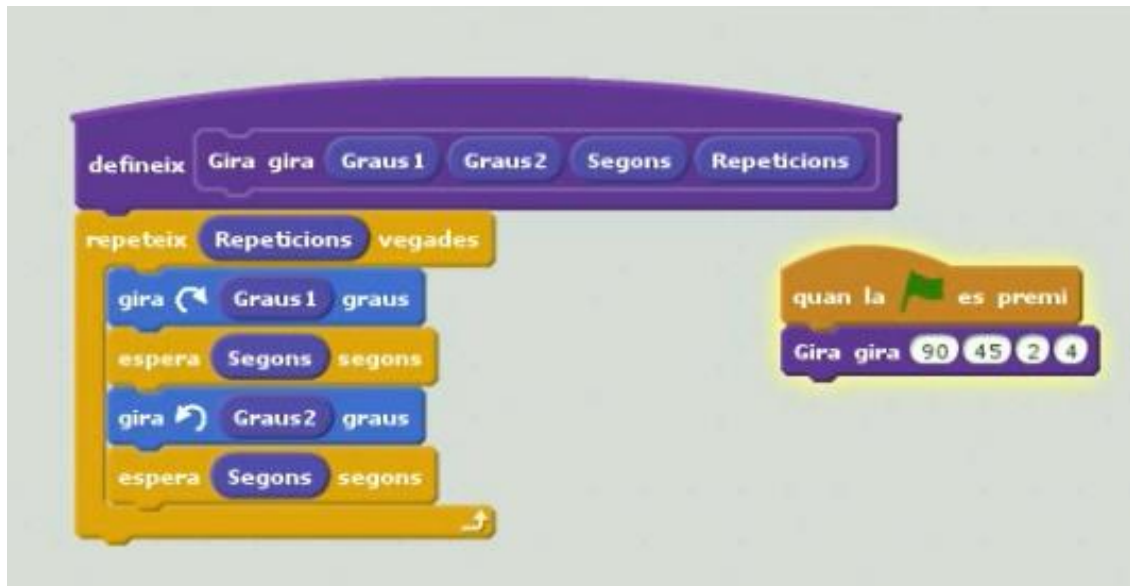 defineix Gira gira Graus1 Graus2 Segons Repeticions
repeteix Repeticions vegades
gira Graus1 graus
espera Segons segons
gira Graus2 graus
espera Segons segons
quan la es premi
Gira gira 90 45 2 4